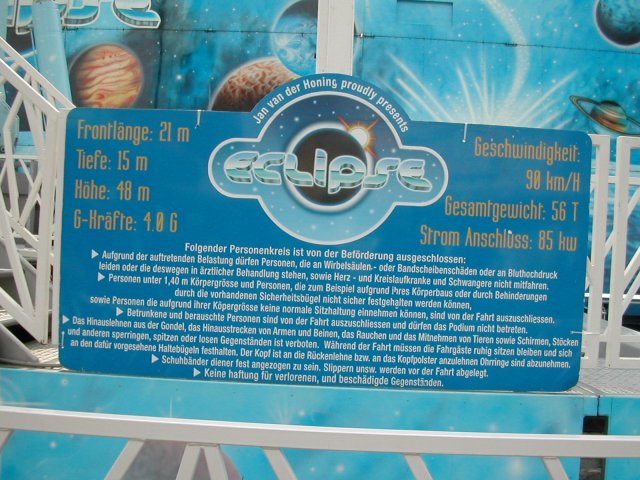 Jan van der Honing proudly presents
ECLIPSE
Frontlänge: 21 m
Tiefe: 15 m
Höhe: 48 m
G-Kräfte: 4.0 G
Geschwindigkeit:
90 km/H
Gesamtgewicht: 56 T
Strom Anschlüss: 85 kw
Folgender Personenkreis ist von der Beförderung ausgeschlossen:
Aufgrund der auftretenden Belastung dürfen Personen, die an Wirbelsäulen.- oder Bandscheibenschäden oder an Bluthochdruck
leiden oder die deswegen in ärztlicher Behandlung stehen, sowie Herz - und Kreislaufkranke und Schwangere nicht mitfahren.
Personen unter 1,40 m Körpergrösse und Personen, die zum Beispiel aufgrund ihres Körperbaus oder durch Behinderungen
durch die vorhandenen Sicherheitsbügel nicht sicher festgehalten werden können,
sowie Personen die aufgrund ihrer Körpergrösse keine normale Sitzhaltung einnehmen können, sind von der Fahrt auszuschliessen.
Betrunkene und berauschte Personen sind von der Fahrt auszuschliessen und dürfen das Podium nicht betreten.
Das Hinauslehnen aus der Gondel, das Hinausstrecken von Armen und Beinen, das Rauchen und das Mitnehmen von Tieren sowie Schirmen, Stöcken
und anderen sperrigen, spitzen oder losen Gegenständen ist verboten. Während der Fahrt müssen die Fahrgäste ruhig sitzen bleiben und sich
an den dafür vorgesehene Haltebügeln festhalten. Der Kopf ist an die Rückenlehne bzw. an das Kopfpolster anzulehnen Ohrringe sind abzunehmen.
Schuhbänder diener fest angezogen zu sein. Slippern unsw. werden vor der Fahrt abgelegt.
Keine haftung für verlorenen, und beschädigde Gegenständen.